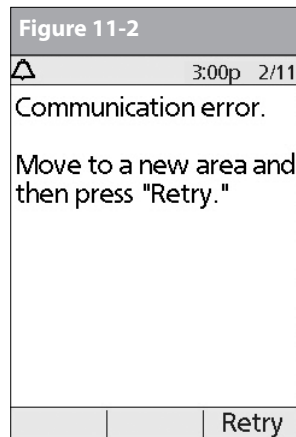 Figure 11-2
3:00p 2/11
Communication error.
Move to a new area and
then press "Retry."
Retry